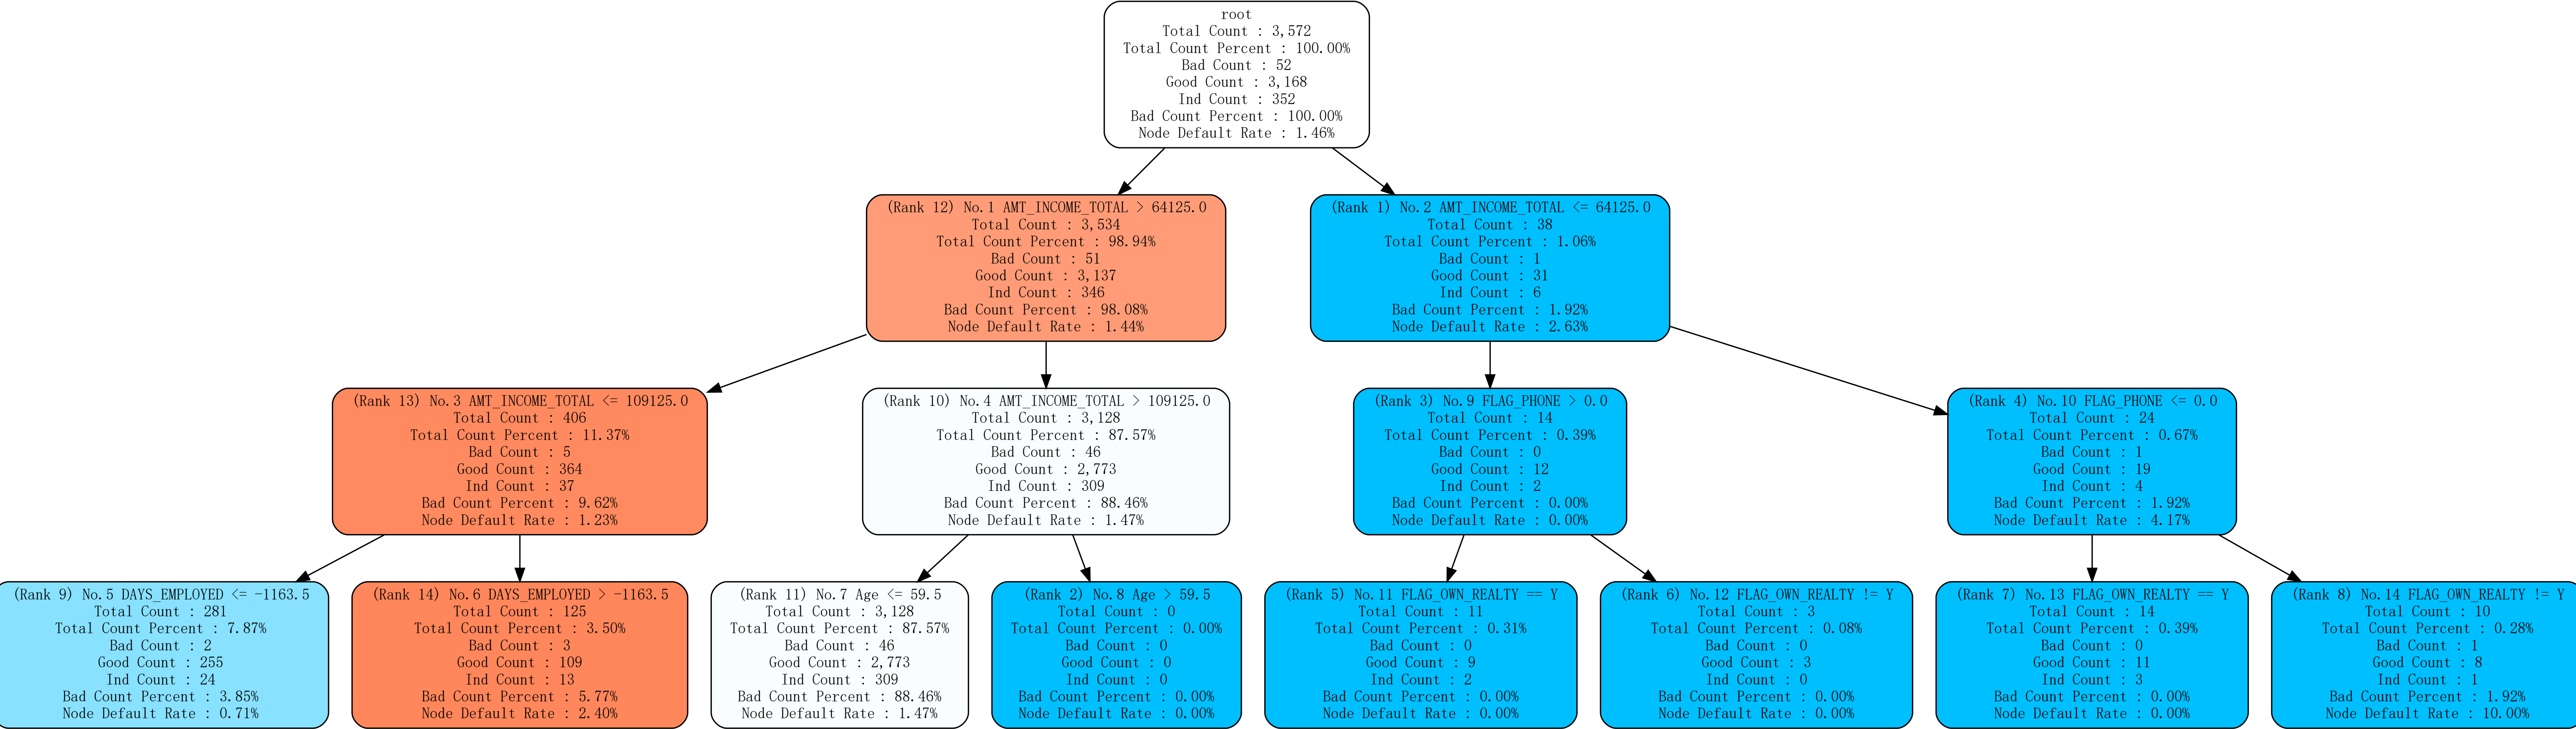 root
Total Count : 3,572
Total Count Percent : 100.00%
Bad Count : 52
Good Count : 3,168
Ind Count : 352
Bad Count Percent : 100.00%
Node Default Rate : 1.46%
(Rank 12) No.1 AMT_INCOME_TOTAL > 64125.0
Total Count : 3,534
Total Count Percent : 98.94%
Bad Count : 51
Good Count : 3,137
Ind Count : 346
Bad Count Percent : 98.08%
Node Default Rate : 1.44%
(Rank 1) No.2 AMT_INCOME_TOTAL <= 64125.0
Total Count : 38
Total Count Percent : 1.06%
Bad Count : 1
Good Count : 31
Ind Count : 6
Bad Count Percent : 1.92%
Node Default Rate : 2.63%
(Rank 13) No.3 AMT_INCOME_TOTAL <= 109125.0
Total Count : 406
Total Count Percent : 11.37%
Bad Count : 5
Good Count : 364
Ind Count : 37
Bad Count Percent : 9.62%
Node Default Rate : 1.23%
(Rank 10) No.4 AMT_INCOME_TOTAL > 109125.0
Total Count : 3,128
Total Count Percent : 87.57%
Bad Count : 46
Good Count : 2,773
Ind Count : 309
Bad Count Percent : 88.46%
Node Default Rate : 1.47%
(Rank 3) No.9 FLAG_PHONE > 0.0
Total Count : 14
Total Count Percent : 0.39%
Bad Count : 0
Good Count : 12
Ind Count : 2
Bad Count Percent : 0.00%
Node Default Rate : 0.00%
(Rank 4) No.10 FLAG_PHONE <= 0.0
Total Count : 24
Total Count Percent : 0.67%
Bad Count : 1
Good Count : 19
Ind Count : 4
Bad Count Percent : 1.92%
Node Default Rate : 4.17%
(Rank 9) No.5 DAYS_EMPLOYED <= -1163.5
Total Count : 281
Total Count Percent : 7.87%
Bad Count : 2
Good Count : 255
Ind Count : 24
Bad Count Percent : 3.85%
Node Default Rate : 0.71%
(Rank 14) No.6 DAYS_EMPLOYED > -1163.5
Total Count : 125
Total Count Percent : 3.50%
Bad Count : 3
Good Count : 109
Ind Count : 13
Bad Count Percent : 5.77%
Node Default Rate : 2.40%
(Rank 11) No.7 Age <= 59.5
Total Count : 3,128
Total Count Percent : 87.57%
Bad Count : 46
Good Count : 2,773
Ind Count : 309
Bad Count Percent : 88.46%
Node Default Rate : 1.47%
(Rank 2) No.8 Age > 59.5
Total Count : 0
Total Count Percent : 0.00%
Bad Count : 0
Good Count : 0
Ind Count : 0
Bad Count Percent : 0.00%
Node Default Rate : 0.00%
(Rank 5) No.11 FLAG_OWN_REALTY == Y
Total Count : 11
Total Count Percent : 0.31%
Bad Count : 0
Good Count : 9
Ind Count : 2
Bad Count Percent : 0.00%
Node Default Rate : 0.00%
(Rank 6) No.12 FLAG_OWN_REALTY != Y
Total Count : 3
Total Count Percent : 0.08%
Bad Count : 0
Good Count : 3
Ind Count : 0
Bad Count Percent : 0.00%
Node Default Rate : 0.00%
(Rank 7) No.13 FLAG_OWN_REALTY == Y
Total Count : 14
Total Count Percent : 0.39%
Bad Count : 0
Good Count : 11
Ind Count : 3
Bad Count Percent : 0.00%
Node Default Rate : 0.00%
(Rank 8) No.14 FLAG_OWN_REALTY != Y
Total Count : 10
Total Count Percent : 0.28%
Bad Count : 1
Good Count : 8
Ind Count : 1
Bad Count Percent : 1.92%
Node Default Rate : 10.00%